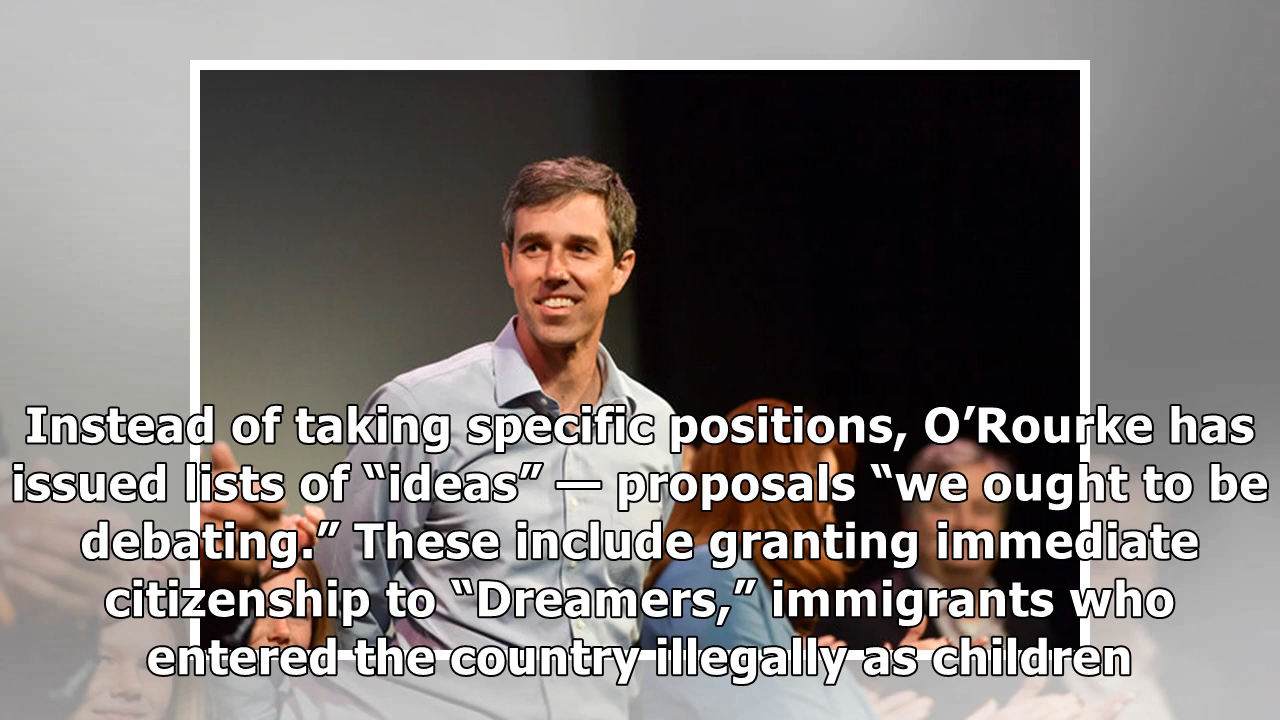 Instead of taking specific positions, O’Rourke has
issued lists of “ideas” — proposals “we ought to be
debating.” These include granting immediate
citizenship to “Dreamers,” immigrants who
entered the country illegally as children